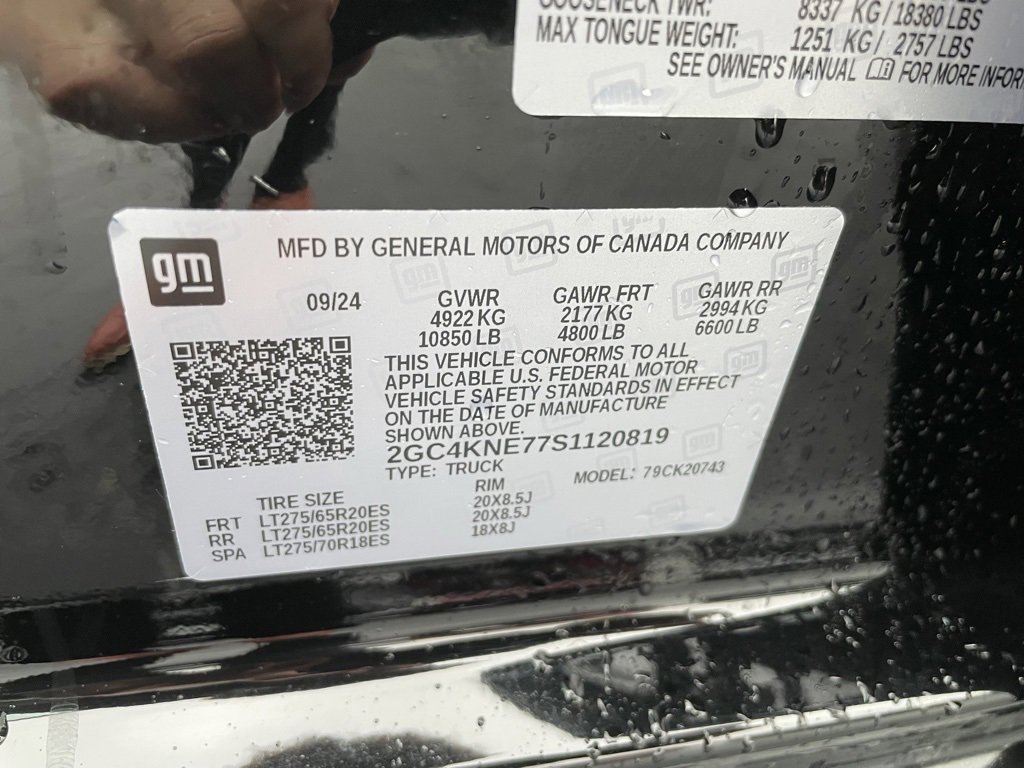 GOOSENECK TWR: 8337 KG/18380 LBS
MAX TONGUE WEIGHT: 1251 KG/ 2757 LBS
SEE OWNER'S MANUAL FOR MORE
gm
MFD BY GENERAL MOTORS OF CANADA COMPANY
09/24 GVWR GAWR FRT GAWR RR
4922 KG 2177 KG 2994 KG
10850 LB 4800 LB 6600 LB
THIS VEHICLE CONFORMS TO ALL
APPLICABLE U.S. FEDERAL MOTOR
VEHICLE SAFETY STANDARDS IN EFFECT
ON THE DATE OF MANUFACTURE
SHOWN ABOVE.
2GC4KNE77S1120819
TYPE: TRUCK MODEL: 79CK20743
TIRE SIZE RIM
FRT LT275/65R20ES 20X8.5J
RR LT275/65R20ES 20X8.5J
SPA LT275/70R18ES 18X8J